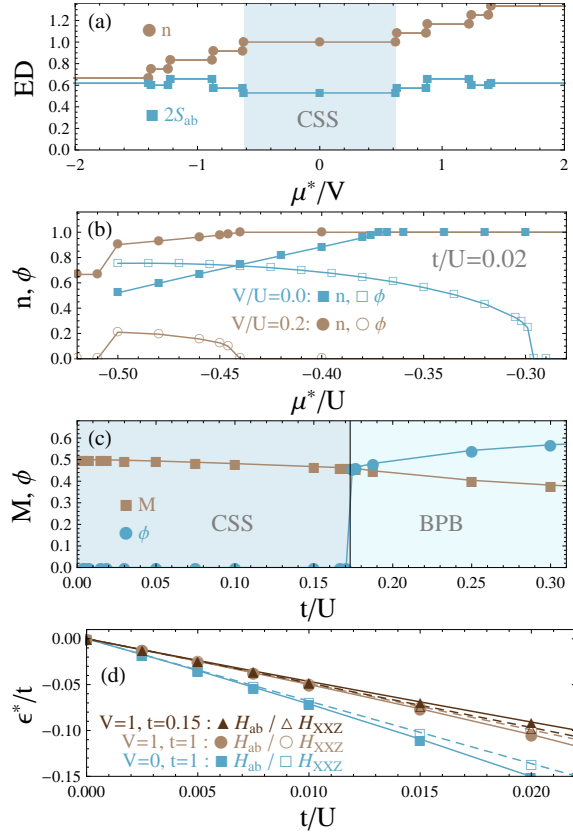 (a)
n
2S_ab
CSS
ED
0.0
0.2
0.4
0.6
0.8
1.0
1.2
−2
−1
0
1
2
μ*/V
(b)
t/U=0.02
V/U=0.0: ■ n, □ ϕ
V/U=0.2: ● n, ○ ϕ
n, ϕ
0.0
0.2
0.4
0.6
0.8
1.0
−0.50
−0.45
−0.40
−0.35
−0.30
μ*/U
(c)
M
ϕ
CSS
BPB
M, ϕ
0.0
0.1
0.2
0.3
0.4
0.5
0.6
0.00
0.05
0.10
0.15
0.20
0.25
0.30
t/U
(d)
V=1, t=0.15 : ▲ H_ab / △ H_XXZ
V=1, t=1 : ● H_ab / ○ H_XXZ
V=0, t=1 : ■ H_ab / □ H_XXZ
ϵ*/t
0.00
−0.05
−0.10
−0.15
0.000
0.005
0.010
0.015
0.020
t/U